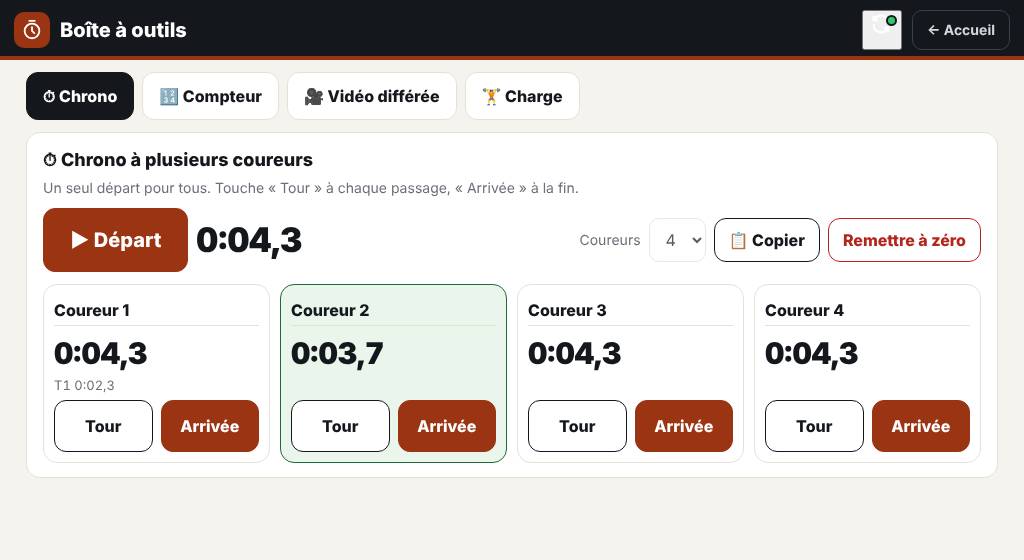 Boîte à outils
← Accueil
⏱ Chrono
🔢 Compteur
🎥 Vidéo différée
🏋 Charge
⏱ Chrono à plusieurs coureurs
Un seul départ pour tous. Touche « Tour » à chaque passage, « Arrivée » à la fin.
▶ Départ
0:04,3
Coureurs
4
📋 Copier
Remettre à zéro
Coureur 1
0:04,3
T1 0:02,3
Tour
Arrivée
Coureur 2
0:03,7
Tour
Arrivée
Coureur 3
0:04,3
Tour
Arrivée
Coureur 4
0:04,3
Tour
Arrivée